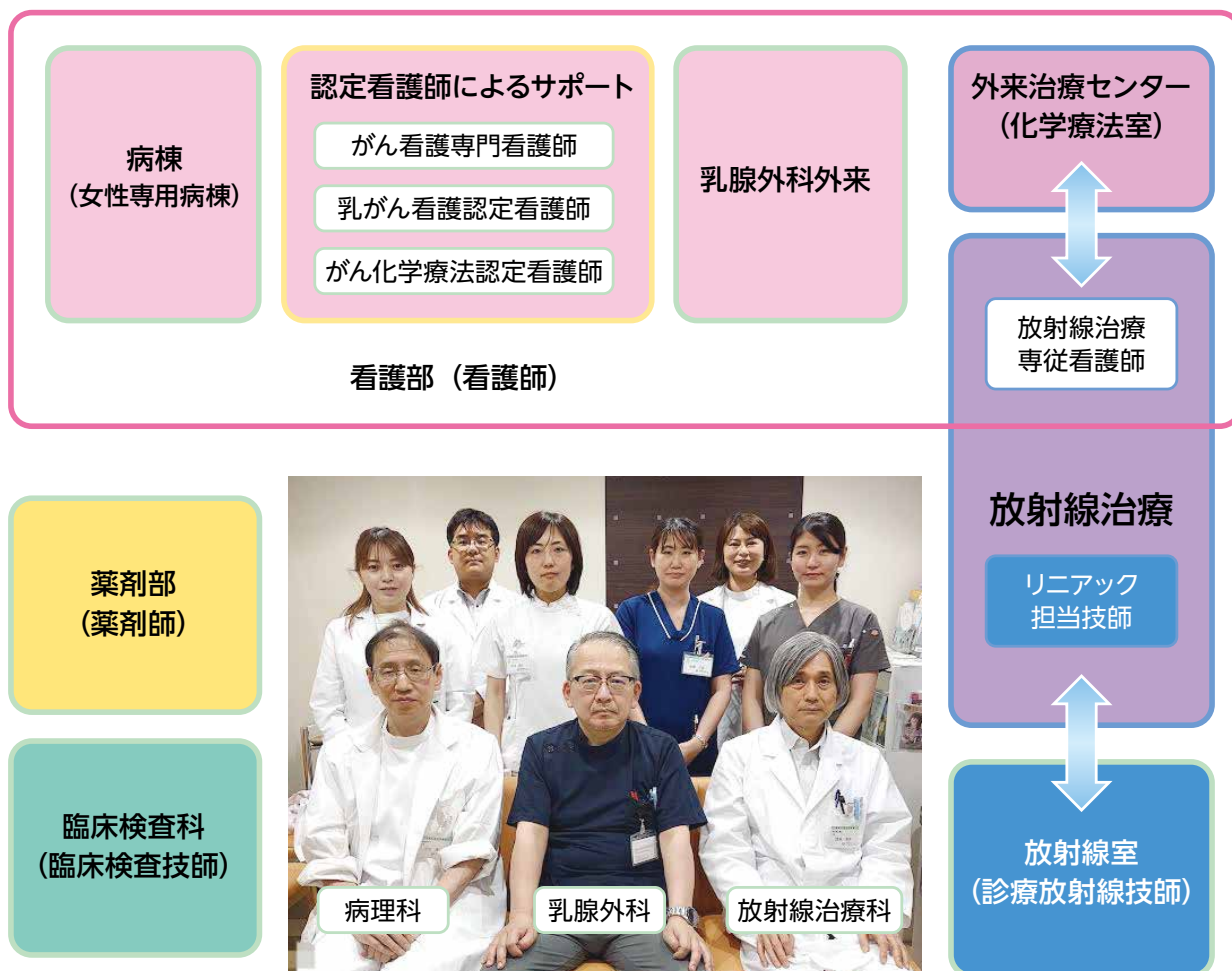 病棟
（女性専用病棟）
認定看護師によるサポート
がん看護専門看護師
乳がん看護認定看護師
がん化学療法認定看護師
乳腺外科外来
外来治療センター
（化学療法室）
放射線治療
専従看護師
看護部（看護師）
放射線治療
リニアック
担当技師
薬剤部
（薬剤師）
臨床検査科
（臨床検査技師）
病理科
乳腺外科
放射線治療科
放射線室
（診療放射線技師）